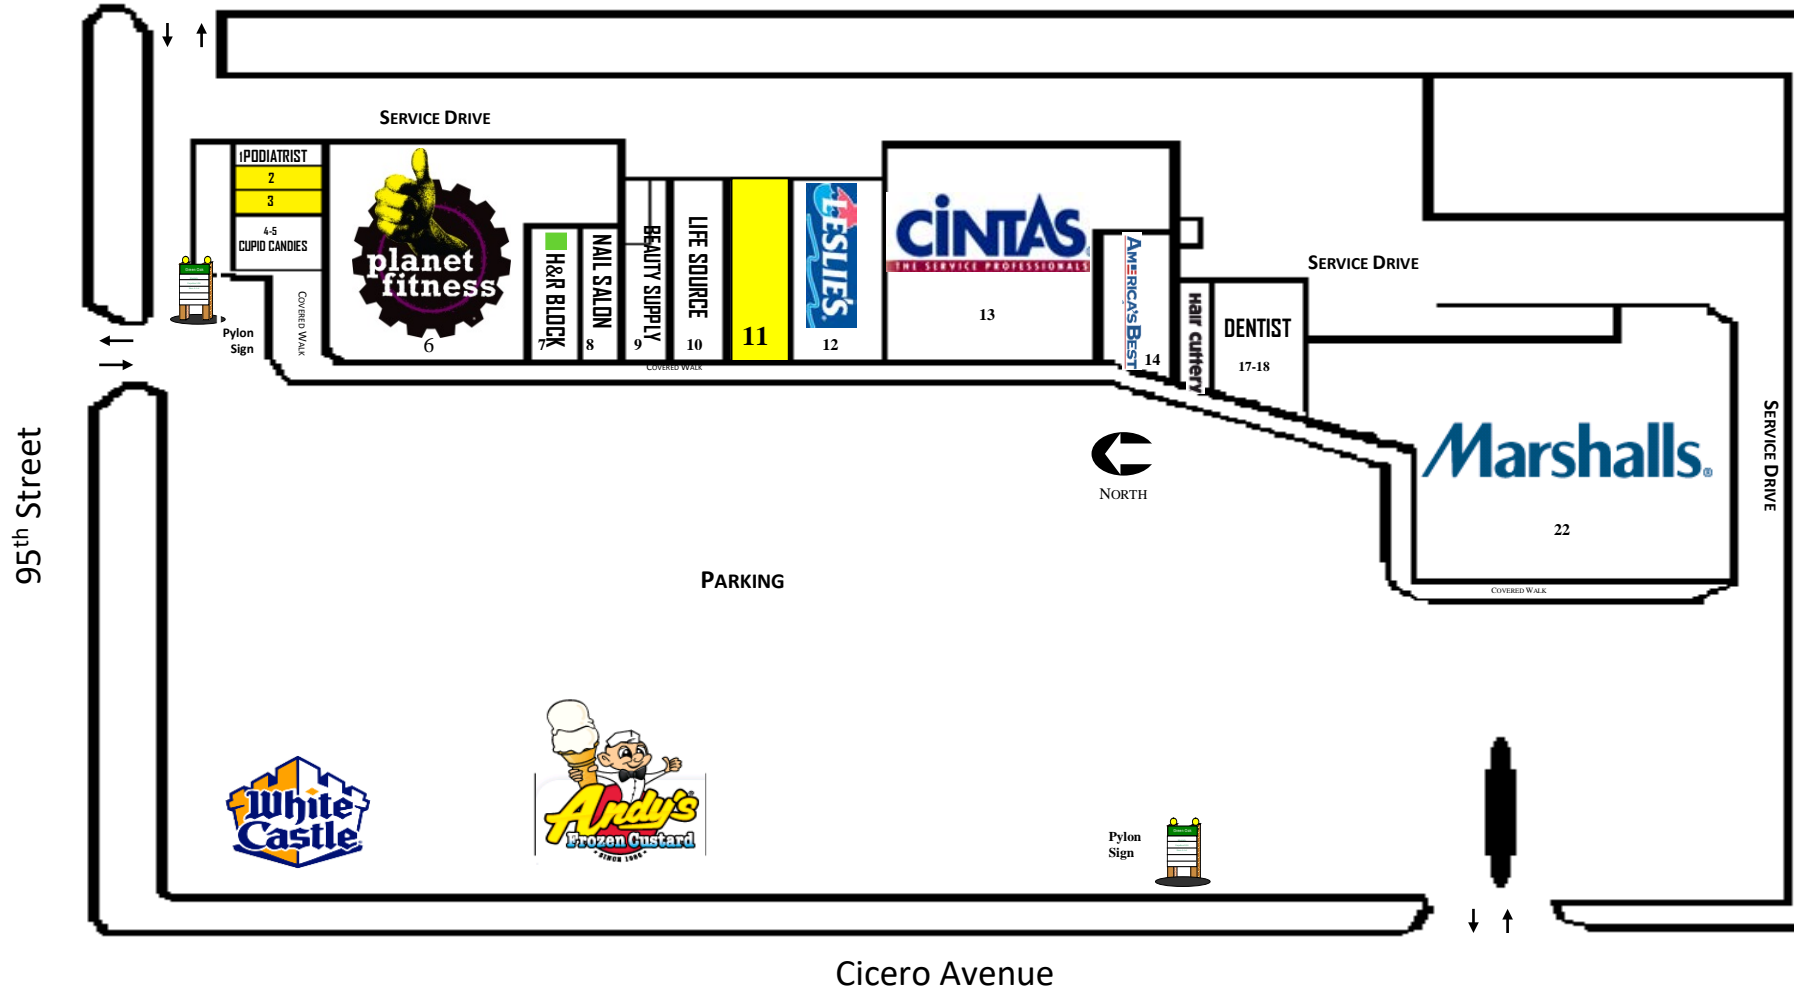 SERVICE DRIVE
1PODIATRIST
2
3
4-5
CUPID CANDIES
COVERED WALK
Pylon
Sign
planet
fitness
6
H&R BLOCK
7
NAIL SALON
8
BEAUTY SUPPLY
9
LIFE SOURCE
10
11
LESLIE'S
12
CINTAS
THE SERVICE PROFESSIONALS
13
AMERICA'S BEST
14
Hair cuttery
DENTIST
17-18
SERVICE DRIVE
COVERED WALK
NORTH
Marshalls
22
COVERED WALK
SERVICE DRIVE
95th Street
PARKING
White
Castle
Andy's
Frozen Custard
SINCE 1986
Pylon
Sign
Cicero Avenue